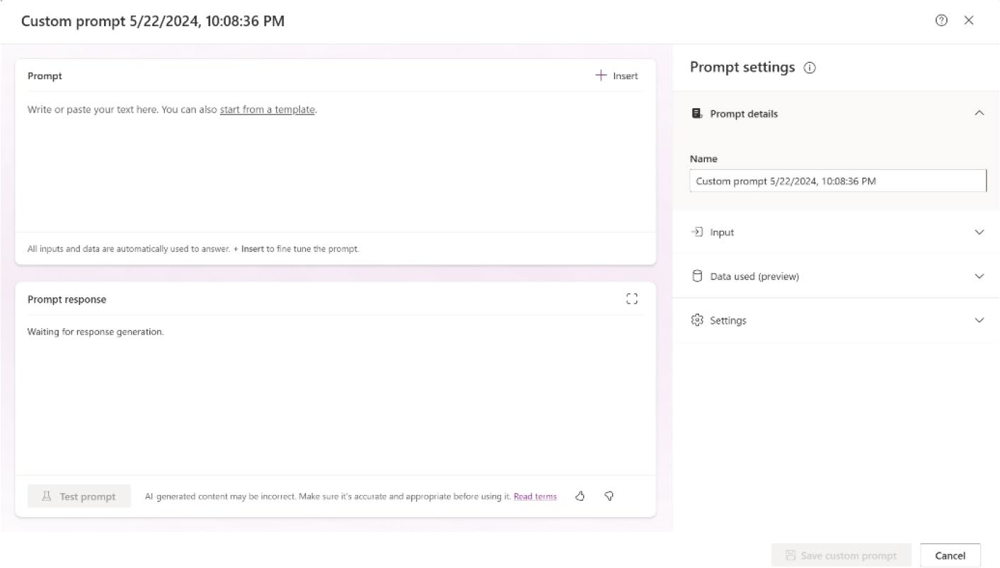 Custom prompt 5/22/2024, 10:08:36 PM
Prompt
Insert
Write or paste your text here. You can also start from a template.
All inputs and data are automatically used to answer. + Insert to fine tune the prompt.
Prompt response
Waiting for response generation.
Test prompt
AI generated content may be incorrect. Make sure it's accurate and appropriate before using it. Read terms
Prompt settings
Prompt details
Name
Custom prompt 5/22/2024, 10:08:36 PM
Input
Data used (preview)
Settings
Save custom prompt
Cancel